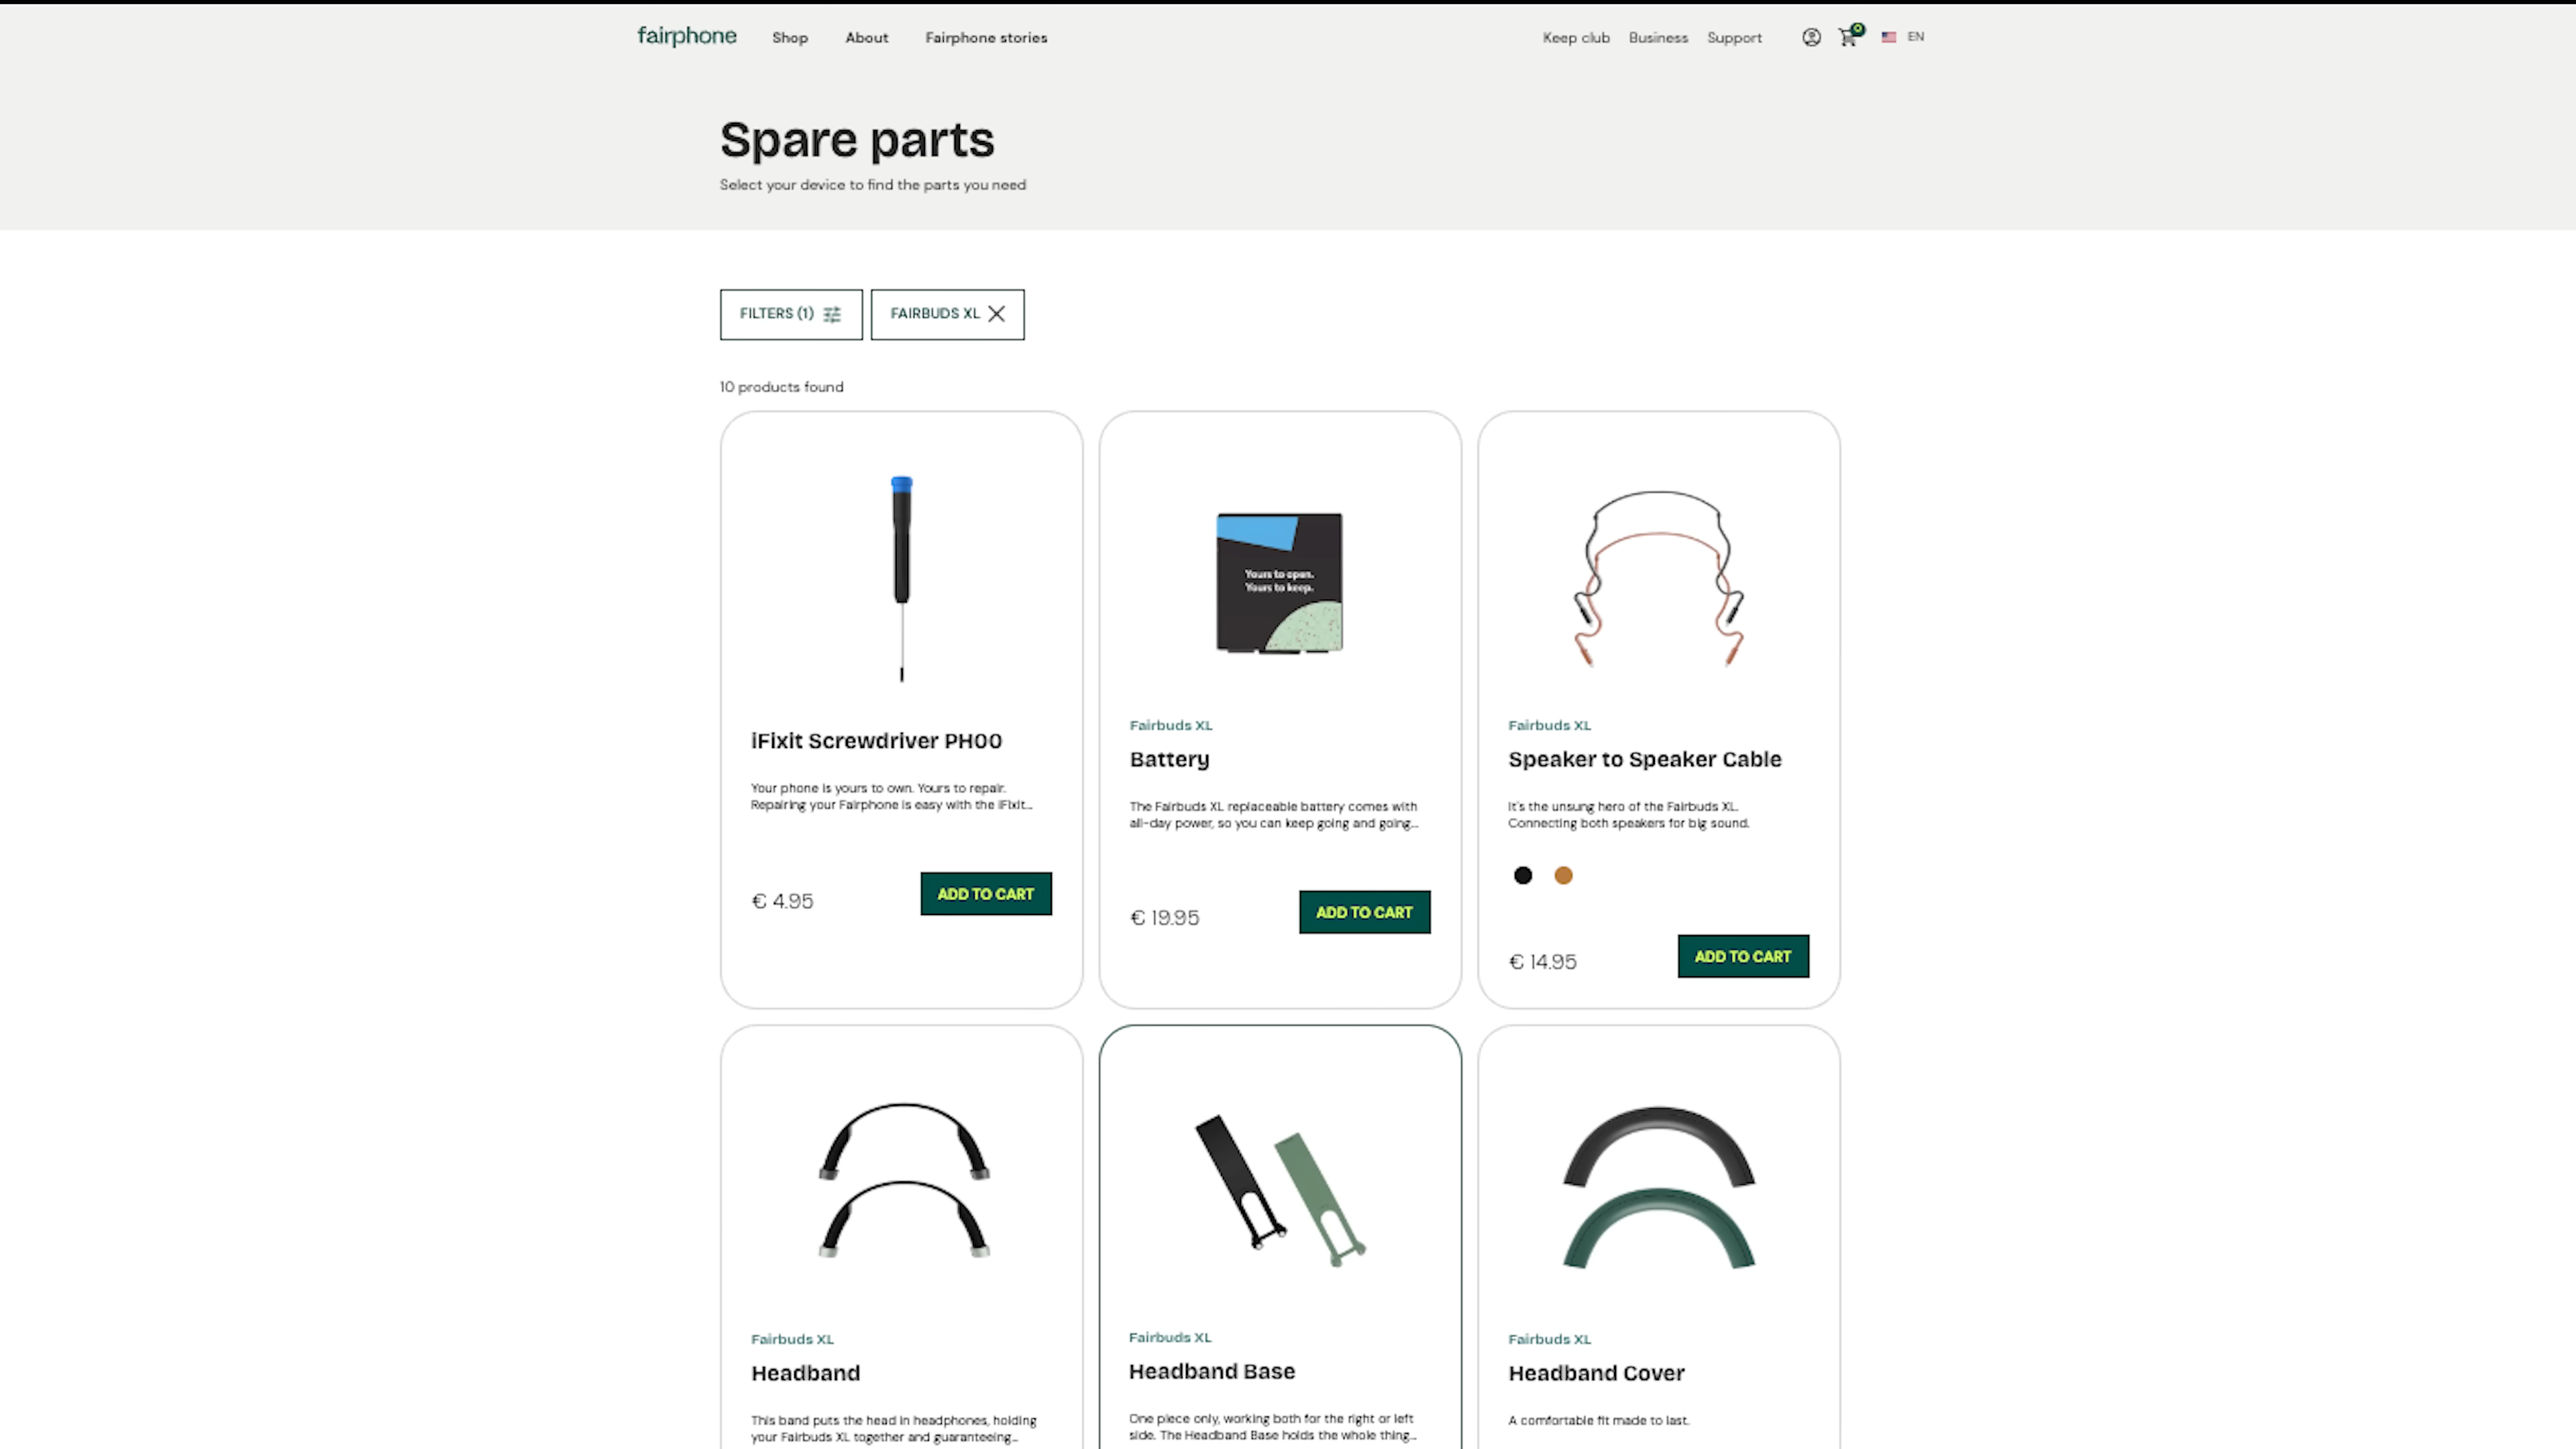 fairphone Shop About Fairphone stories Keep club Business Support 0 EN
Spare parts
Select your device to find the parts you need
FILTERS (1) FAIRBUDS XL
10 products found
iFixit Screwdriver PH00
Your phone is yours to own. Yours to repair.
Repairing your Fairphone is easy with the iFixit...
€ 4.95 ADD TO CART
Yours to open.
Yours to keep.
Fairbuds XL
Battery
The Fairbuds XL replaceable battery comes with
all-day power, so you can keep going and going...
€ 19.95 ADD TO CART
Fairbuds XL
Speaker to Speaker Cable
It's the unsung hero of the Fairbuds XL.
Connecting both speakers for big sound.
€ 14.95 ADD TO CART
Fairbuds XL
Headband
This band puts the head in headphones, holding
your Fairbuds XL together and guaranteeing...
Fairbuds XL
Headband Base
One piece only, working both for the right or left
side. The Headband Base holds the whole thing...
Fairbuds XL
Headband Cover
A comfortable fit made to last.